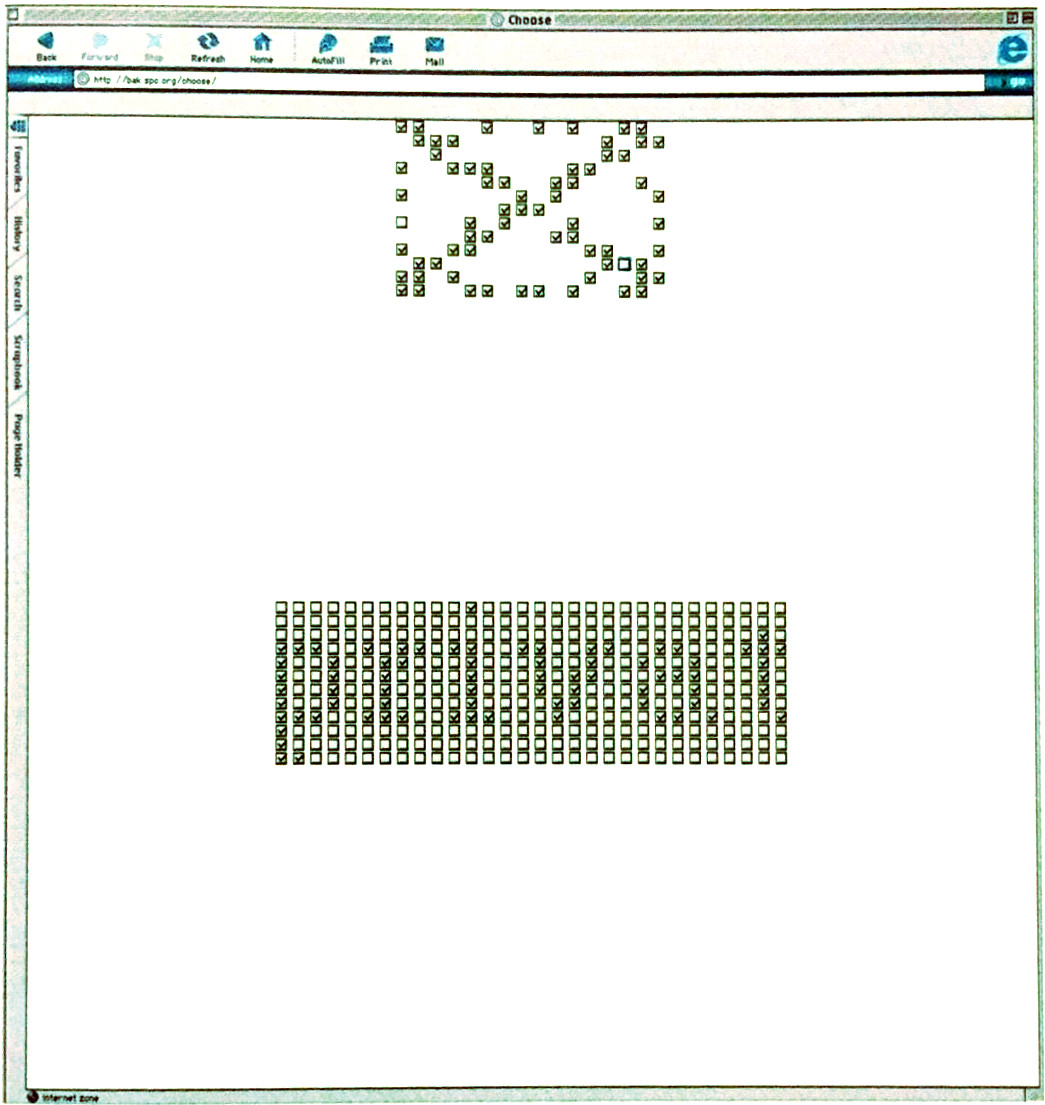 Choose
Back Forward Stop Refresh Home AutoFill Print Mail
Address http://bak.spc.org/choose/ go
Favorites
History
Search
Scrapbook
Page Holder
Internet zone